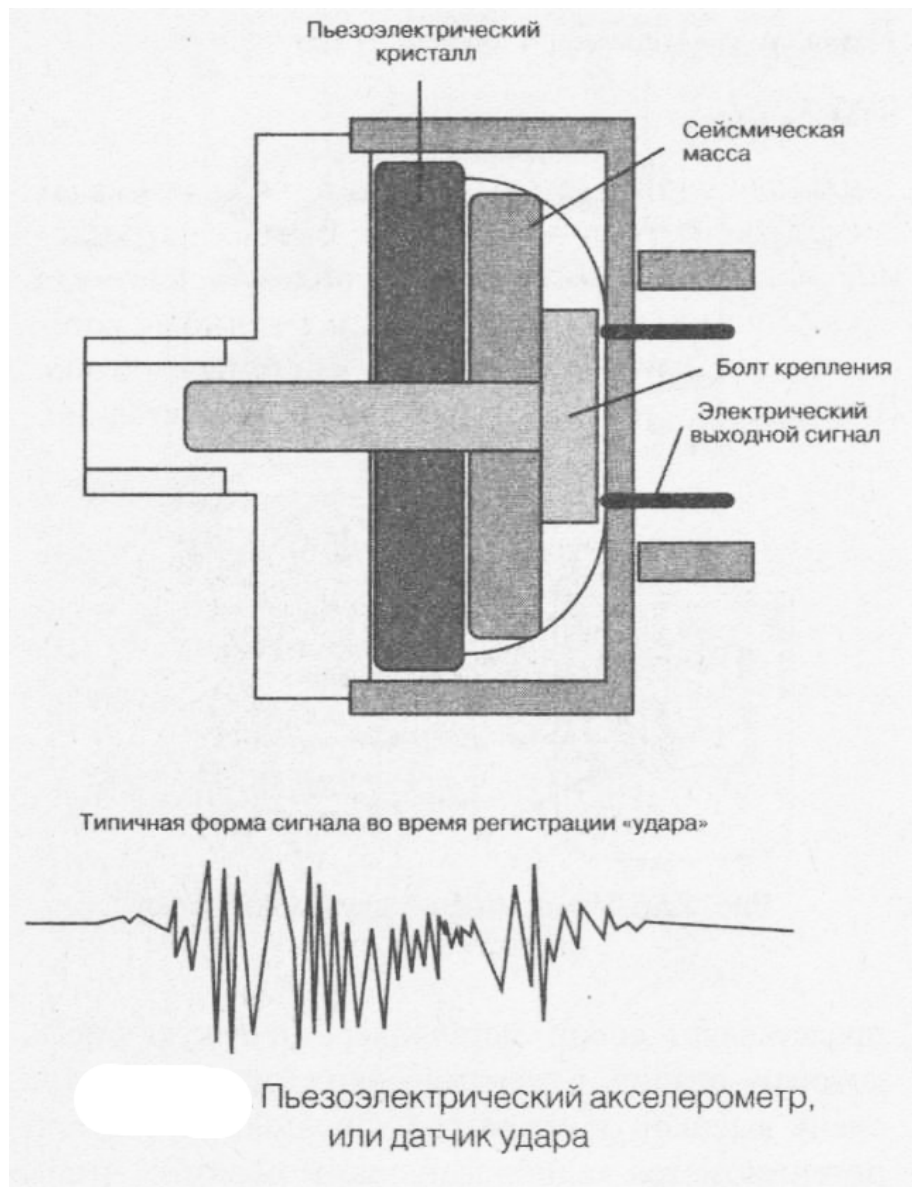 Пьезоэлектрический
кристалл
Сейсмическая
масса
Болт крепления
Электрический
выходной сигнал
Типичная форма сигнала во время регистрации «удара»
Пьезоэлектрический акселерометр,
или датчик удара